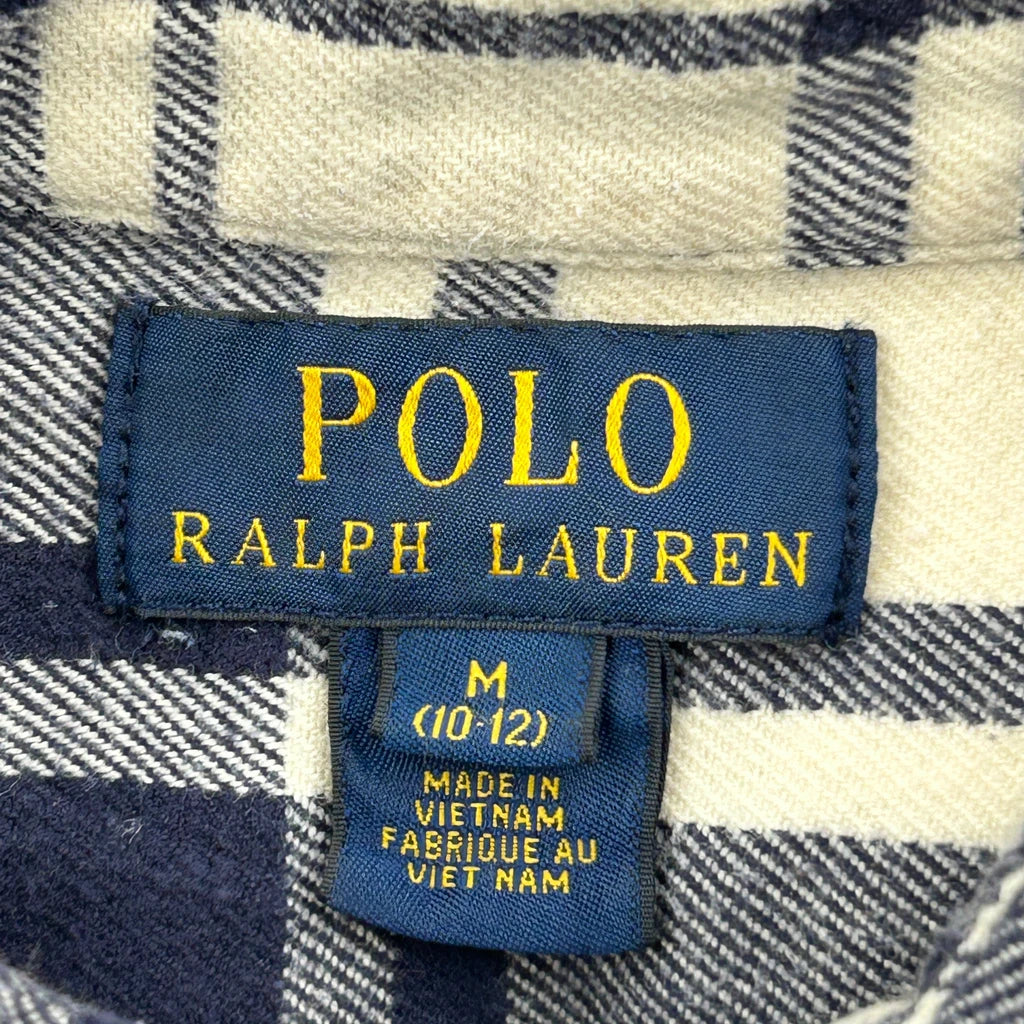 POLO
RALPH LAUREN
M
(10-12)
MADE IN
VIETNAM
FABRIQUE AU
VIET NAM